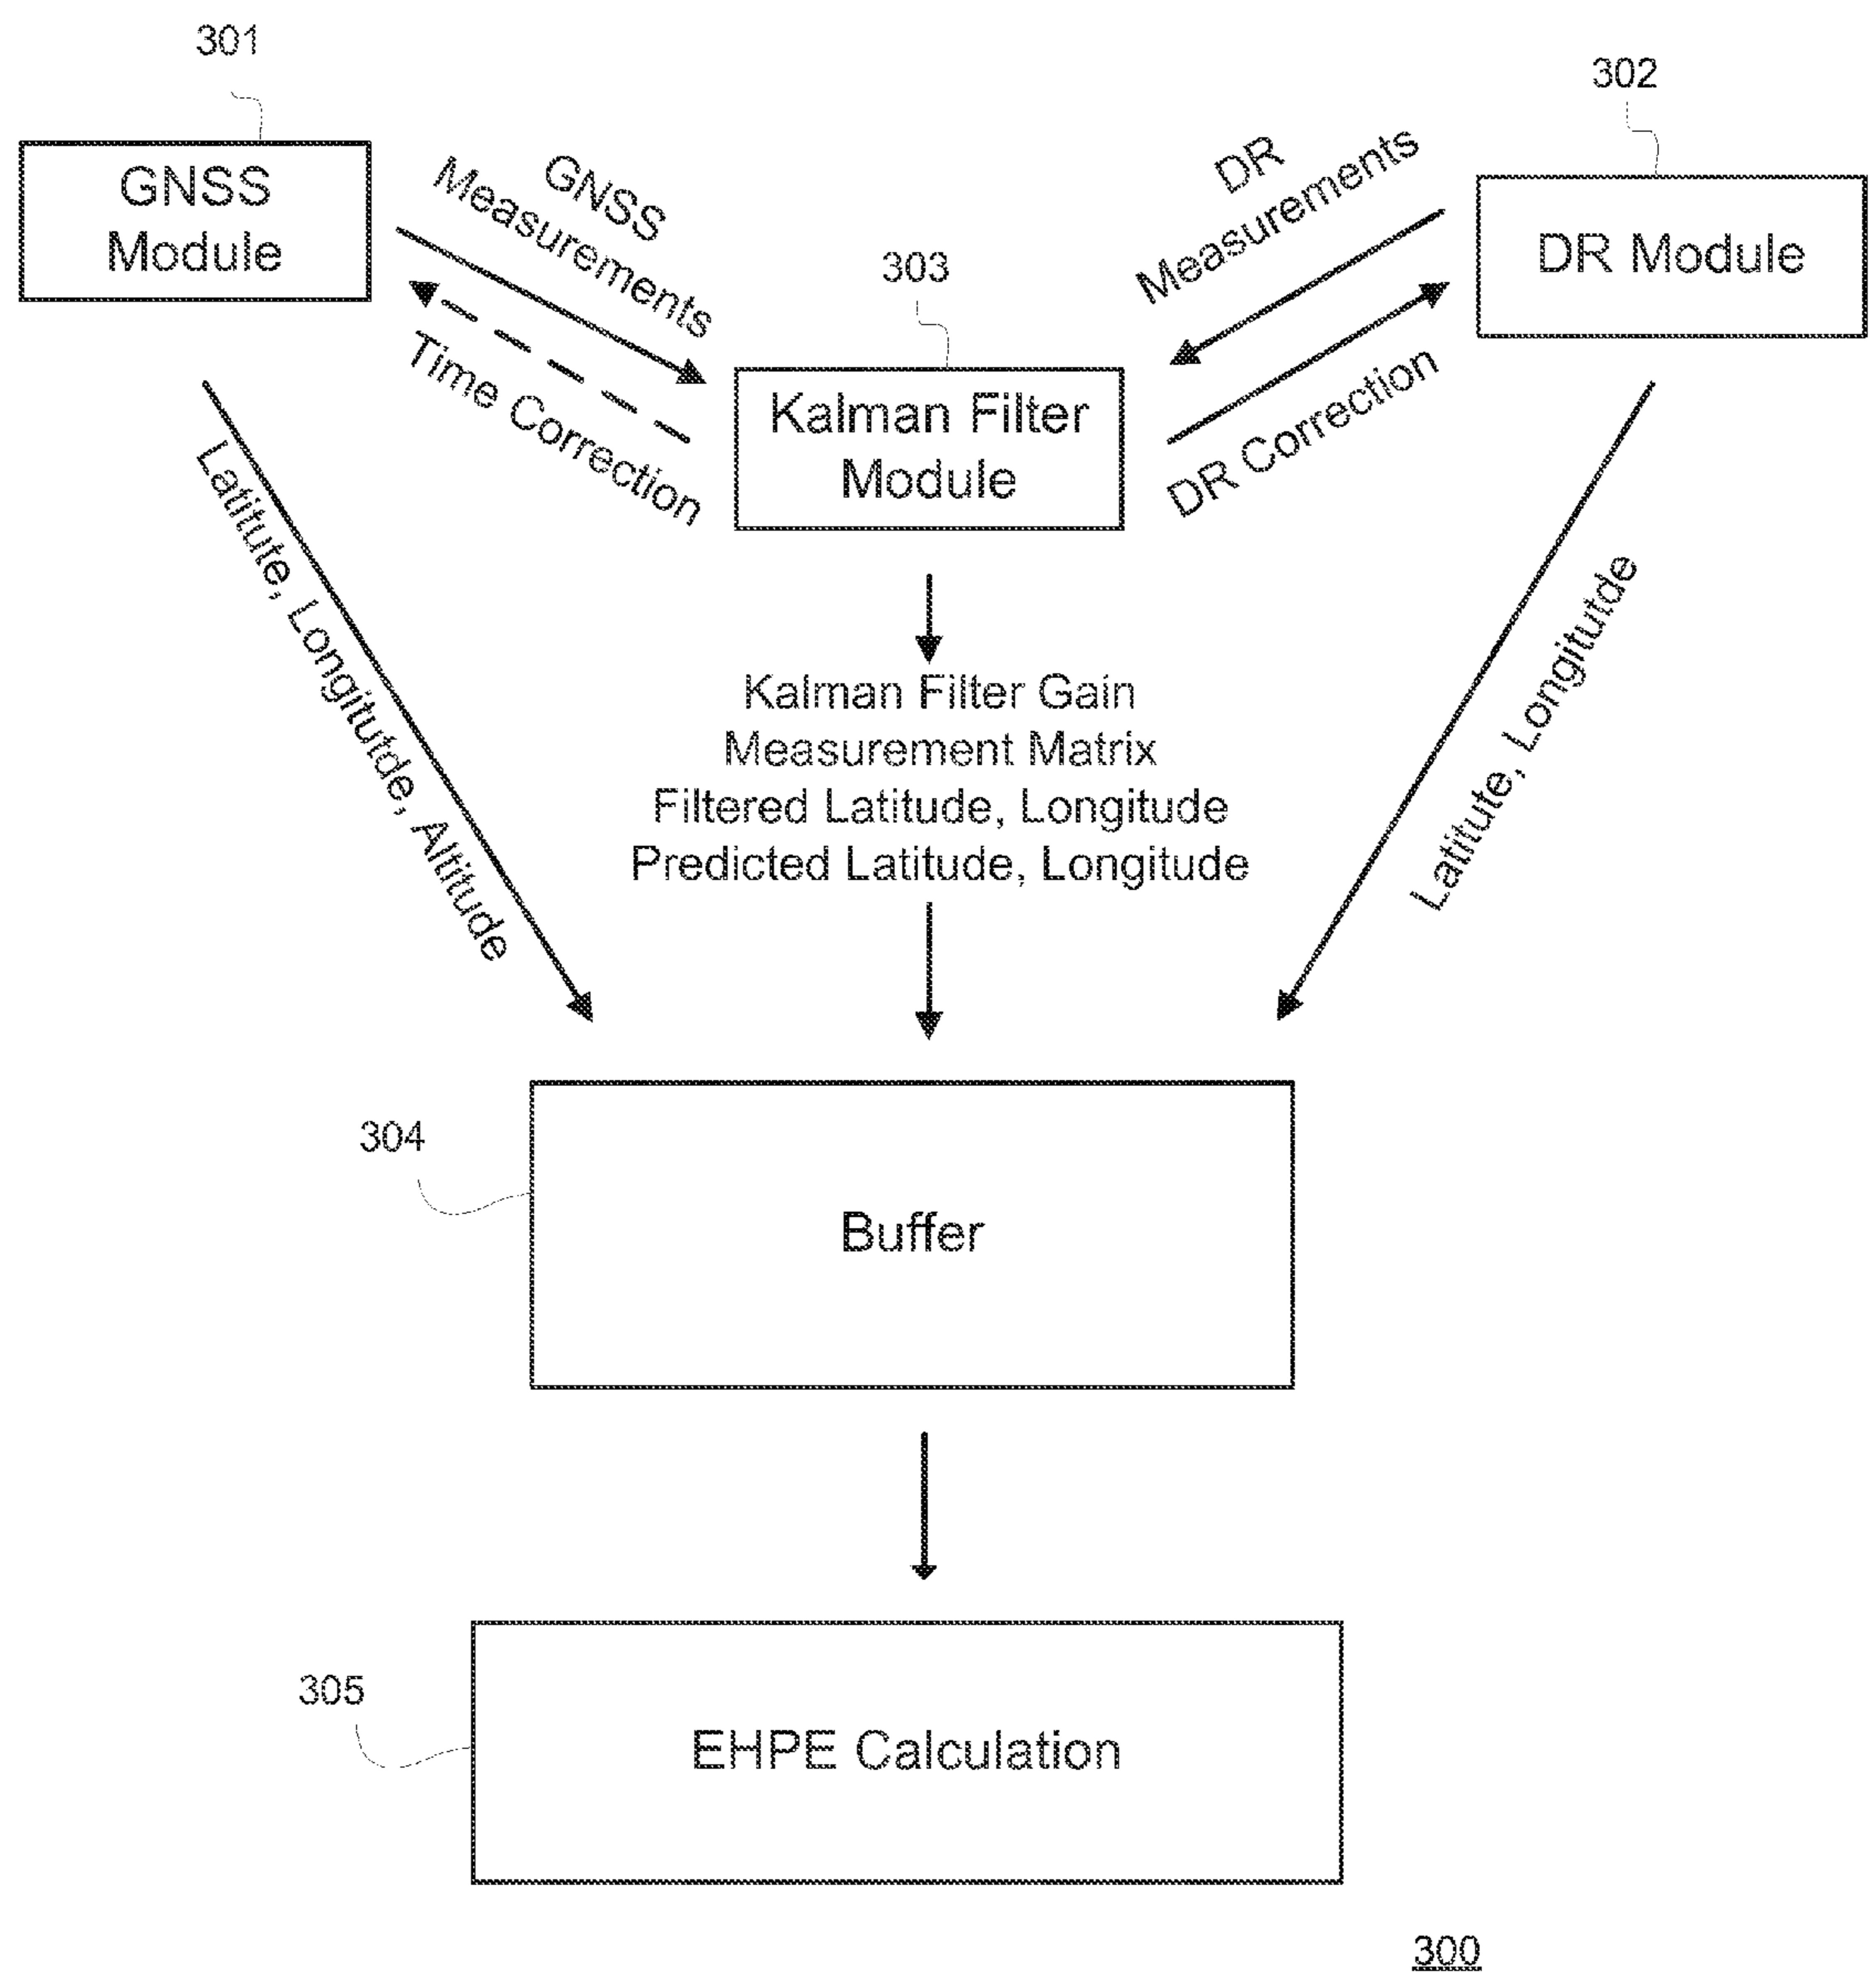 301
302
GNSS
Module
GNSS
Measurements
DR
Measurements
DR Module
303
Time Correction
Kalman Filter
Module
DR Correction
Latitute, Longitutde, Altitude
Latitute, Longitutde
Kalman Filter Gain
Measurement Matrix
Filtered Latitude, Longitude
Predicted Latitude, Longitude
304
Buffer
305
EHPE Calculation
300